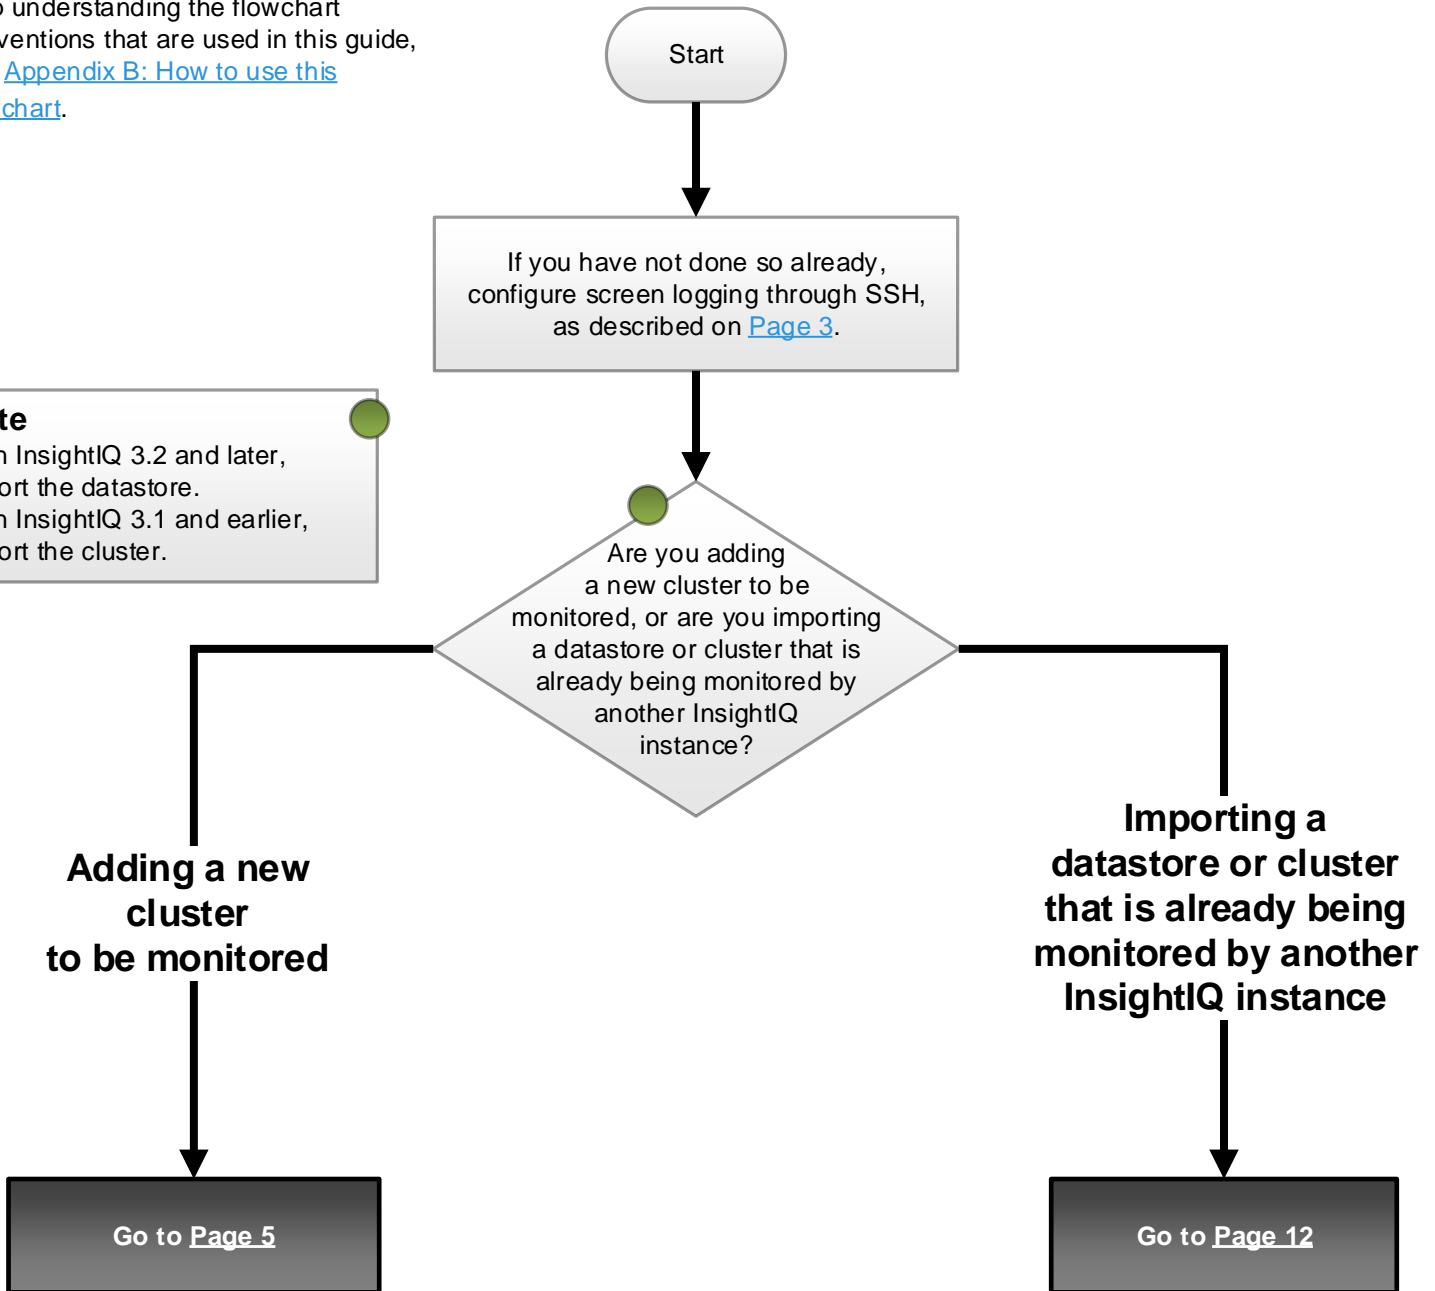 understanding the flowchart
that are used in this guide,
Appendix B: How to use this
Start
If you have not done so already,
configure screen logging through SSH,
as described on Page 3.
InsightIQ 3.2 and later,
the datastore.
InsightIQ 3.1 and earlier,
the cluster.
Are you adding
a new cluster to be
monitored, or are you importing
a datastore or cluster that is
already being monitored by
another InsightIQ
instance?
Adding a new
cluster
to be monitored
Importing a
datastore or cluster
that is already being
monitored by another
InsightIQ instance
Go to Page 5
Go to Page 12